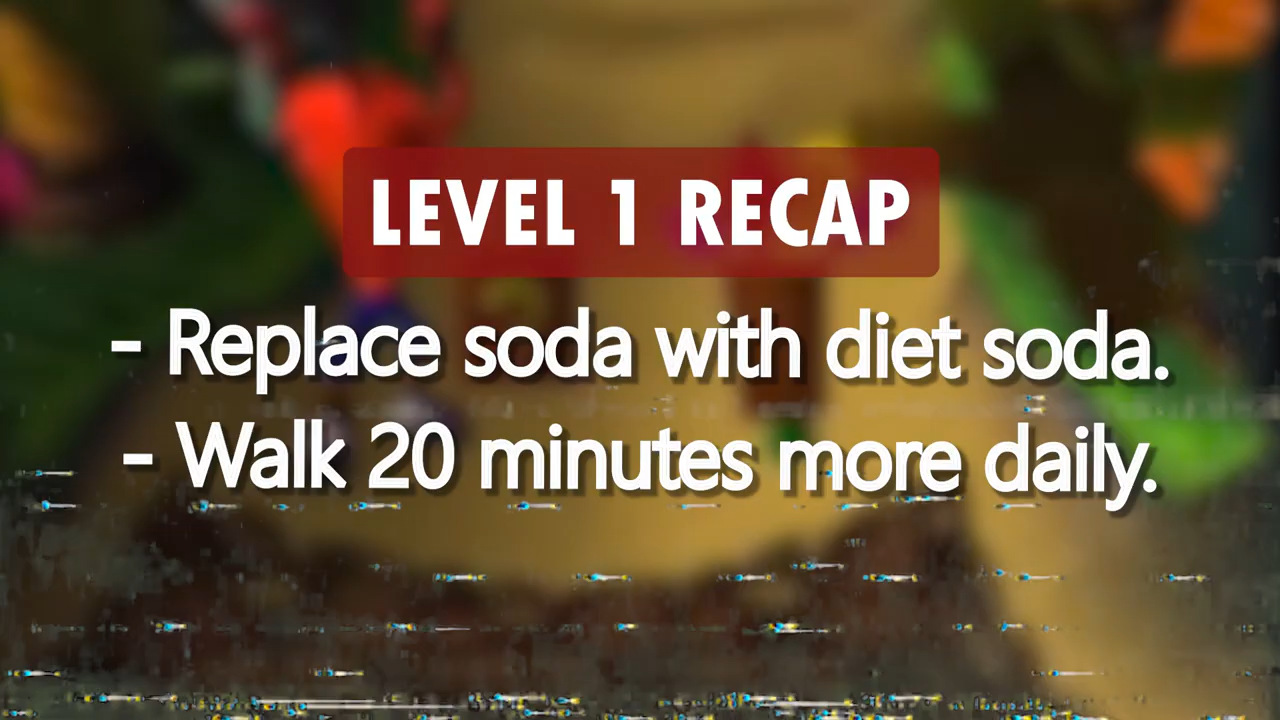 LEVEL 1 RECAP
- Replace soda with diet soda.
- Walk 20 minutes more daily.